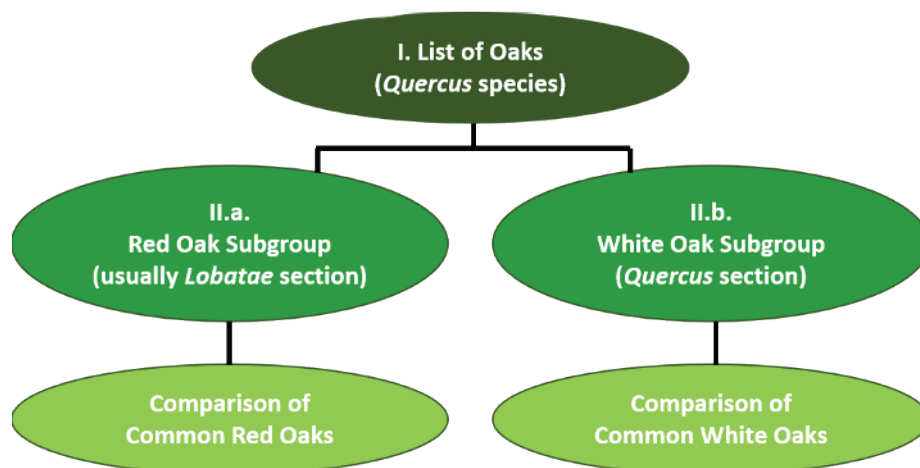 I. List of Oaks
(Quercus species)
II.a.
Red Oak Subgroup
(usually Lobatae section)
II.b.
White Oak Subgroup
(Quercus section)
Comparison of
Common Red Oaks
Comparison of
Common White Oaks